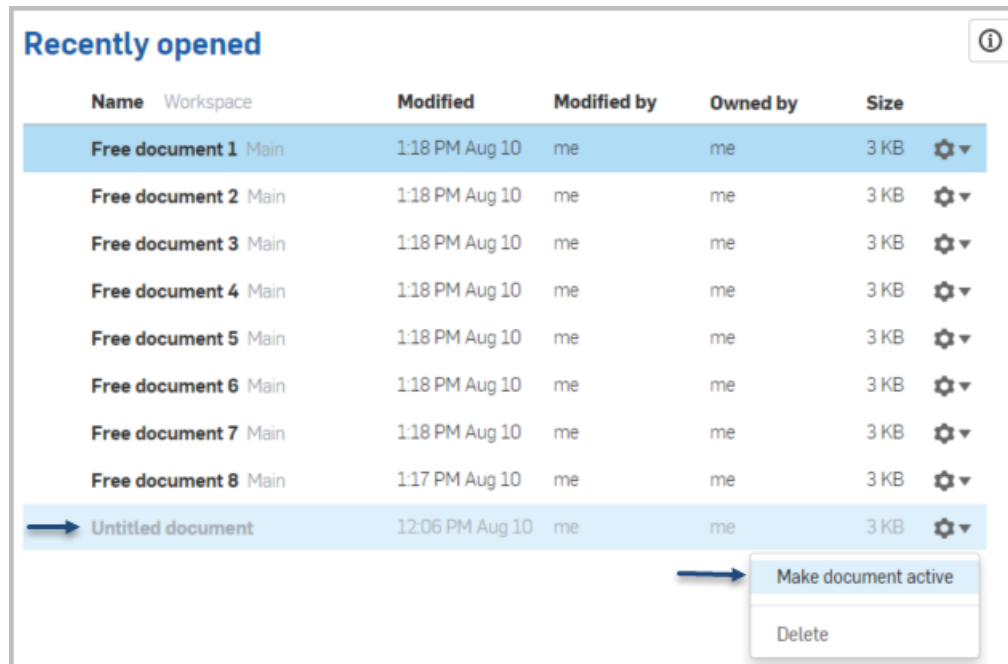 Recently opened
Name Workspace Modified Modified by Owned by Size
Free document 1 Main 1:18 PM Aug 10 me me 3 KB
Free document 2 Main 1:18 PM Aug 10 me me 3 KB
Free document 3 Main 1:18 PM Aug 10 me me 3 KB
Free document 4 Main 1:18 PM Aug 10 me me 3 KB
Free document 5 Main 1:18 PM Aug 10 me me 3 KB
Free document 6 Main 1:18 PM Aug 10 me me 3 KB
Free document 7 Main 1:18 PM Aug 10 me me 3 KB
Free document 8 Main 1:17 PM Aug 10 me me 3 KB
Untitled document 12:06 PM Aug 10 me me 3 KB
Make document active
Delete